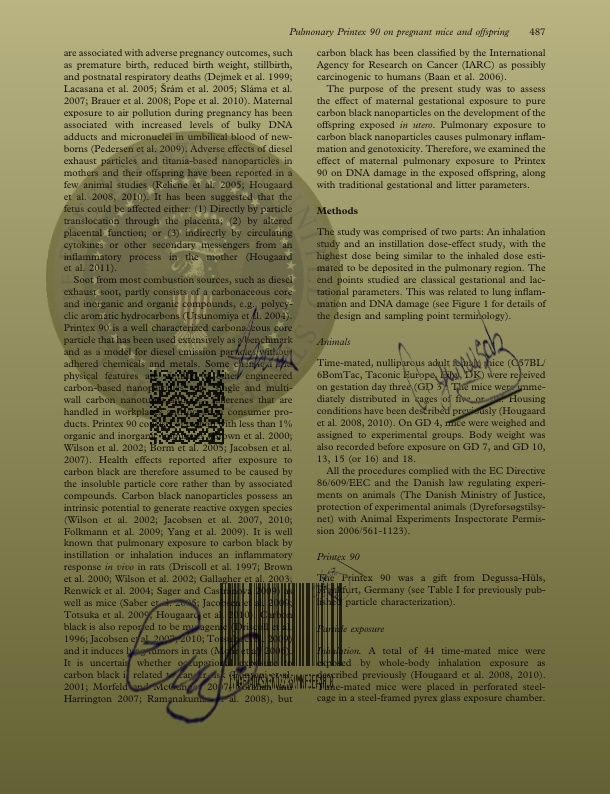 Pulmonary Printex 90 on pregnant mice and offspring 487
are associated with adverse pregnancy outcomes, such
as premature birth, reduced birth weight, stillbirth,
and postnatal respiratory deaths (Dejmek et al. 1999;
Lacasana et al. 2005; Šrám et al. 2005; Sláma et al.
2007; Brauer et al. 2008; Pope et al. 2010). Maternal
exposure to air pollution during pregnancy has been
associated with increased levels of bulky DNA
adducts and micronuclei in umbilical blood of new-
borns (Pedersen et al. 2009). Adverse effects of diesel
exhaust particles and titania-based nanoparticles in
mothers and their offspring have been reported in a
few animal studies (Reliene et al. 2005; Hougaard
et al. 2008, 2010). It has been suggested that the
fetus could be affected either: (1) Directly by particle
translocation through the placenta; (2) by altered
placental function; or (3) indirectly by circulating
cytokines or other secondary messengers from an
inflammatory process in the mother (Hougaard
et al. 2011).
Soot from most combustion sources, such as diesel
exhaust soot, partly consists of a carbonaceous core
and inorganic and organic compounds, e.g., polycy-
clic aromatic hydrocarbons (Utsunomiya et al. 2004).
Printex 90 is a well characterized carbonaceous core
particle that has been used extensively as a benchmark
and as a model for diesel emission particles without
adhered chemicals and metals. Some chemical
physical features other engineered
carbon-based nano single and multi-
wall carbon nanotu ferenes that are
handled in workpla consumer pro-
ducts. Printex 90 co with less than 1%
organic and inorgan own et al. 2000;
Wilson et al. 2002; Borm et al. 2005; Jacobsen et al.
2007). Health effects reported after exposure to
carbon black are therefore assumed to be caused by
the insoluble particle core rather than by associated
compounds. Carbon black nanoparticles possess an
intrinsic potential to generate reactive oxygen species
(Wilson et al. 2002; Jacobsen et al. 2007, 2010;
Folkmann et al. 2009; Yang et al. 2009). It is well
known that pulmonary exposure to carbon black by
instillation or inhalation induces an inflammatory
response in vivo in rats (Driscoll et al. 1997; Brown
et al. 2000; Wilson et al. 2002; Gallagher et al. 2003;
Renwick et al. 2004; Sager and Castranova 2009) as
well as mice (Saber et al. 2005; Jacobsen et al. 2009;
Totsuka et al. 2009; Hougaard et al. 2010). Carbon
black is also reported to be mutagenic (Driscoll et al.
1996; Jacobsen et al. 2007, 2010; Totsuka et al. 2009)
and it induces lung tumors in rats (Mohr et al. 2006).
It is uncertain whether occupational exposure to
carbon black is related to cancer risk
2001; Morfeld and McCunney 2007;
Harrington 2007; Ramanakumar et al. 2008), but
carbon black has been classified by the International
Agency for Research on Cancer (IARC) as possibly
carcinogenic to humans (Baan et al. 2006).
The purpose of the present study was to assess
the effect of maternal gestational exposure to pure
carbon black nanoparticles on the development of the
offspring exposed in utero. Pulmonary exposure to
carbon black nanoparticles causes pulmonary inflam-
mation and genotoxicity. Therefore, we examined the
effect of maternal pulmonary exposure to Printex
90 on DNA damage in the exposed offspring, along
with traditional gestational and litter parameters.
Methods
The study was comprised of two parts: An inhalation
study and an instillation dose-effect study, with the
highest dose being similar to the inhaled dose esti-
mated to be deposited in the pulmonary region. The
end points studied are classical gestational and lac-
tational parameters. This was related to lung inflam-
mation and DNA damage (see Figure 1 for details of
the design and sampling point terminology).
Animals
Time-mated, nulliparous adult female mice (C57BL/
6BomTac, Taconic Europe, Ejby, DK) were received
on gestation day three (GD 3). The mice were imme-
diately distributed in cages of five or six. Housing
conditions have been described previously (Hougaard
et al. 2008, 2010). On GD 4, mice were weighed and
assigned to experimental groups. Body weight was
also recorded before exposure on GD 7, and GD 10,
13, 15 (or 16) and 18.
All the procedures complied with the EC Directive
86/609/EEC and the Danish law regulating experi-
ments on animals (The Danish Ministry of Justice,
protection of experimental animals (Dyreforsøgstilsy-
net) with Animal Experiments Inspectorate Permis-
sion 2006/561-1123).
Printex 90
The Printex 90 was a gift from Degussa-Hüls,
Frankfurt, Germany (see Table I for previously pub-
lished particle characterization).
Particle exposure
Inhalation. A total of 44 time-mated mice were
exposed by whole-body inhalation exposure as
described previously (Hougaard et al. 2008, 2010).
Time-mated mice were placed in perforated steel-
cage in a steel-framed pyrex glass exposure chamber.